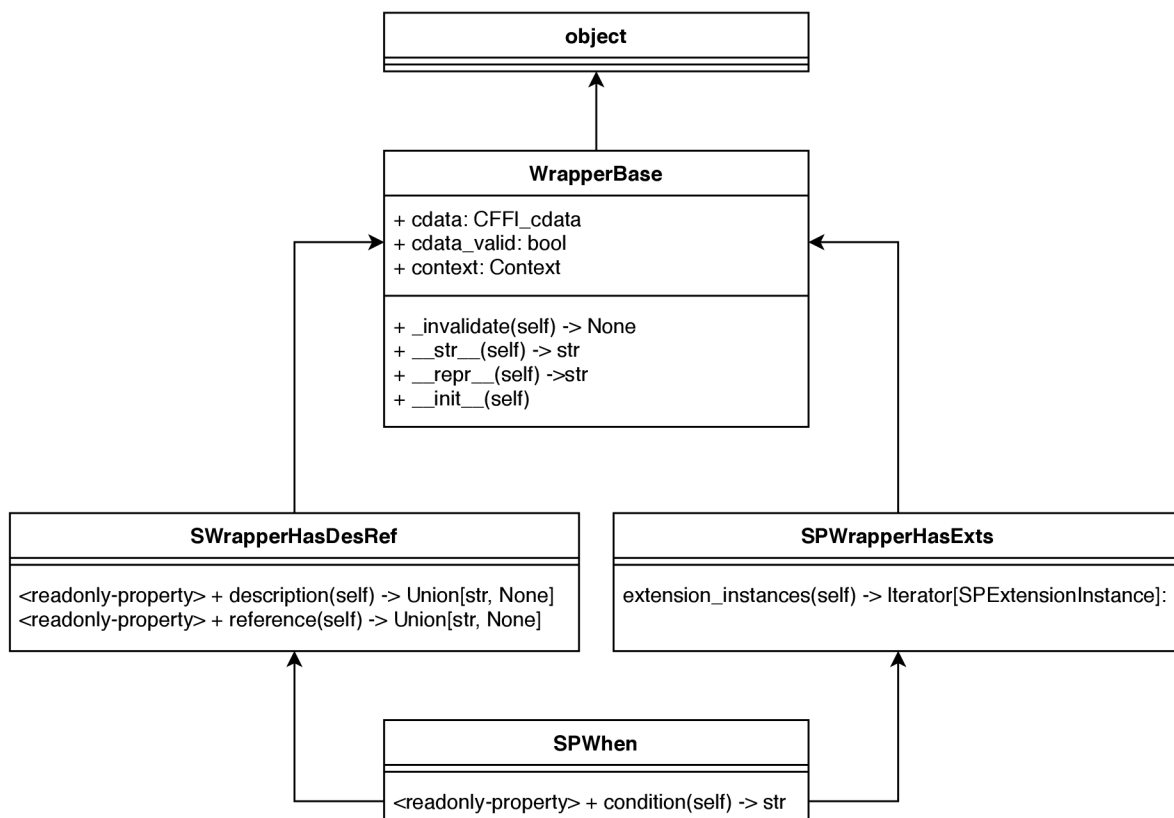 object
WrapperBase
+ cdata: CFFI_cdata
+ cdata_valid: bool
+ context: Context
+ _invalidate(self) -> None
+ __str__(self) -> str
+ __repr__(self) ->str
+ __init__(self)
SWrapperHasDesRef
<readonly-property> + description(self) -> Union[str, None]
<readonly-property> + reference(self) -> Union[str, None]
SPWrapperHasExts
extension_instances(self) -> Iterator[SPExtensionInstance]:
SPWhen
<readonly-property> + condition(self) -> str